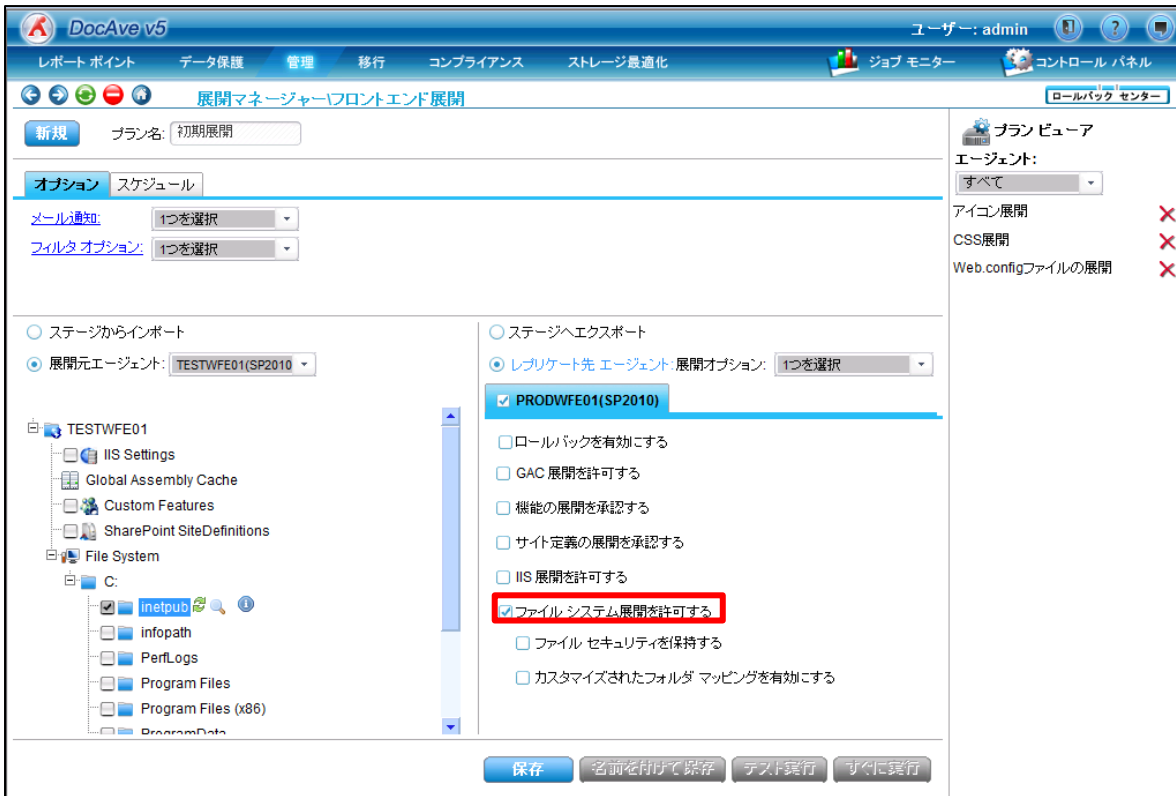 DocAve v5
ユーザー: admin
レポート ポイント データ保護 管理 移行 コンプライアンス ストレージ最適化 ジョブ モニター コントロール パネル
展開マネージャー\フロントエンド展開
ロールバック センター
新規 プラン名: 初期展開
オプション スケジュール
メール通知: 1つを選択
フィルタ オプション: 1つを選択
ステージからインポート
展開元エージェント: TESTWFE01(SP2010
TESTWFE01
IIS Settings
Global Assembly Cache
Custom Features
SharePoint SiteDefinitions
File System
C:
inetpub
infopath
PerfLogs
Program Files
Program Files (x86)
ProgramData
ステージへエクスポート
レプリケート先 エージェント: 展開オプション: 1つを選択
PRODWFE01(SP2010)
ロールバックを有効にする
GAC 展開を許可する
機能の展開を承認する
サイト定義の展開を承認する
IIS 展開を許可する
ファイル システム展開を許可する
ファイル セキュリティを保持する
カスタマイズされたフォルダ マッピングを有効にする
保存 名前を付けて保存 テスト実行 すぐに実行
プラン ビューア
エージェント:
すべて
アイコン展開
CSS展開
Web.configファイルの展開